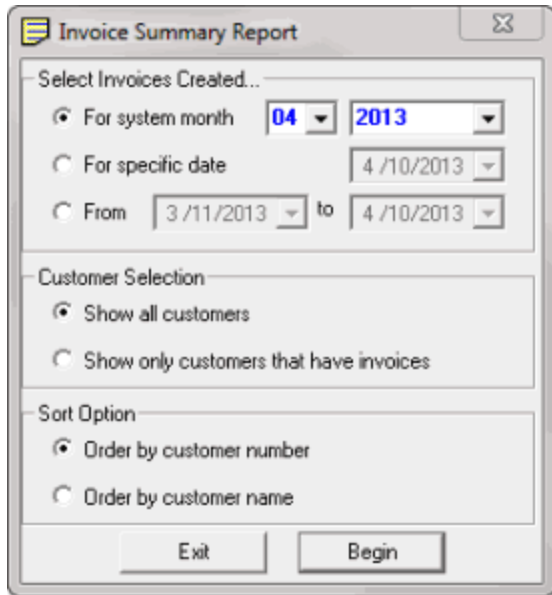 Invoice Summary Report
Select Invoices Created...
For system month 04 2013
For specific date 4 /10/2013
From 3 /11/2013 to 4 /10/2013
Customer Selection
Show all customers
Show only customers that have invoices
Sort Option
Order by customer number
Order by customer name
Exit Begin